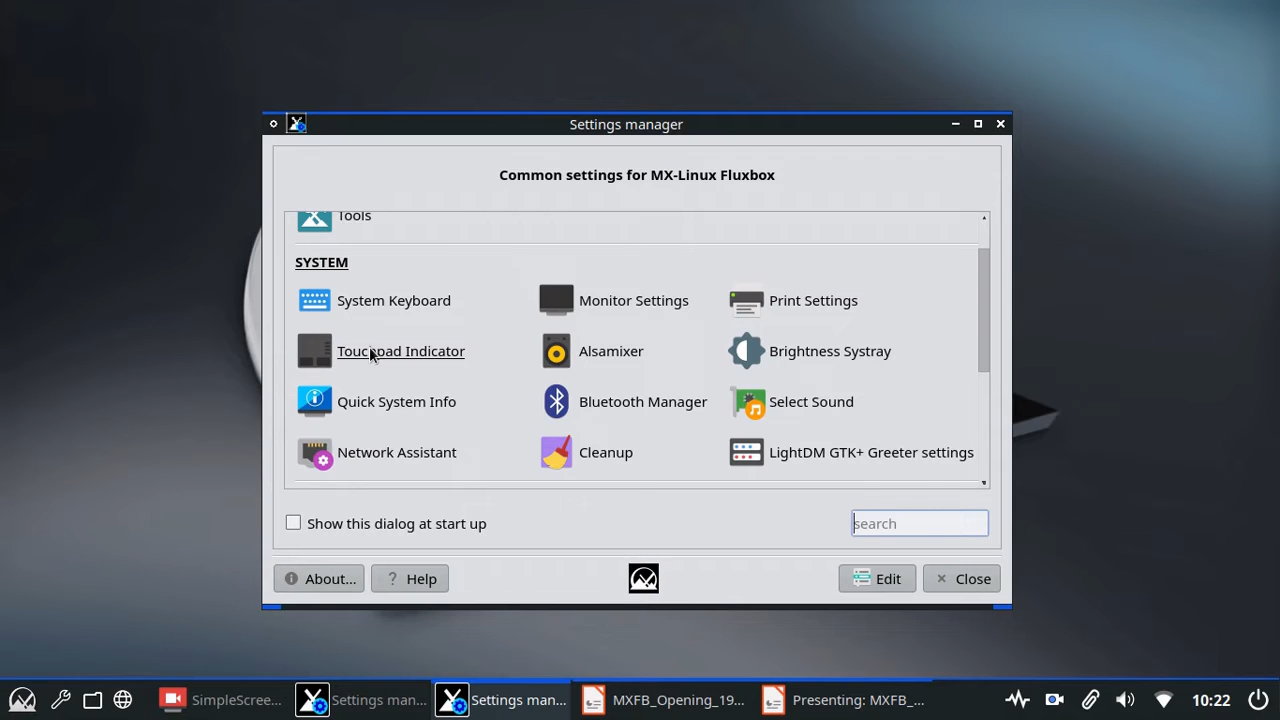 Settings manager
Common settings for MX-Linux Fluxbox
Tools
SYSTEM
System Keyboard
Monitor Settings
Print Settings
Touchpad Indicator
Alsamixer
Brightness Systray
Quick System Info
Bluetooth Manager
Select Sound
Network Assistant
Cleanup
LightDM GTK+ Greeter settings
Show this dialog at start up
search
About...
Help
Edit
Close
SimpleScree...
Settings man...
Settings man...
MXFB_Opening_19...
Presenting: MXFB_...
10:22